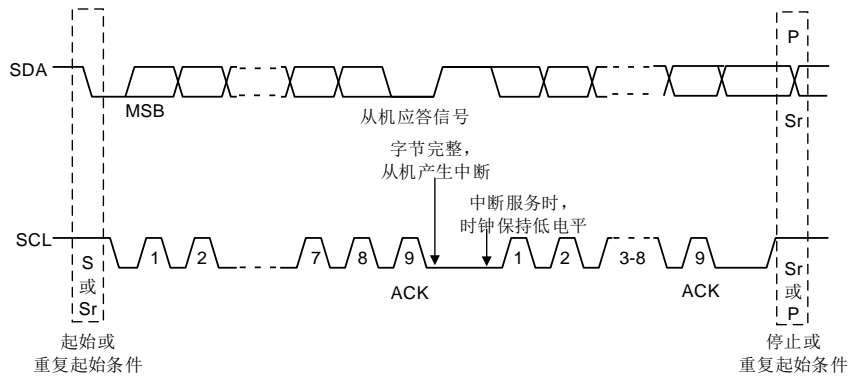 P
SDA
MSB
从机应答信号
Sr
字节完整，
从机产生中断
中断服务时，
时钟保持低电平
SCL
1
2
7
8
9
1
2
3-8
9
ACK
ACK
S
或
Sr
Sr
或
P
起始或
重复起始条件
停止或
重复起始条件